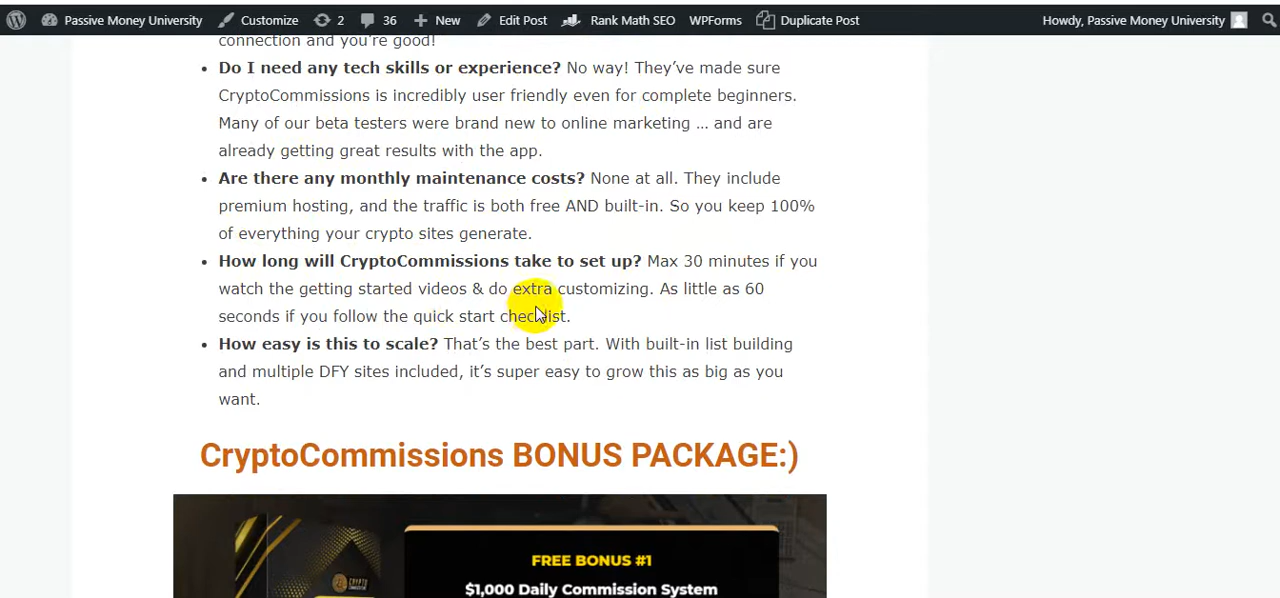 Passive Money University Customize 2 36 New Edit Post Rank Math SEO WPForms Duplicate Post Howdy, Passive Money University
connection and you're good!
• Do I need any tech skills or experience? No way! They've made sure
CryptoCommissions is incredibly user friendly even for complete beginners.
Many of our beta testers were brand new to online marketing … and are
already getting great results with the app.
• Are there any monthly maintenance costs? None at all. They include
premium hosting, and the traffic is both free AND built-in. So you keep 100%
of everything your crypto sites generate.
• How long will CryptoCommissions take to set up? Max 30 minutes if you
watch the getting started videos & do extra customizing. As little as 60
seconds if you follow the quick start checklist.
• How easy is this to scale? That's the best part. With built-in list building
and multiple DFY sites included, it's super easy to grow this as big as you
want.
CryptoCommissions BONUS PACKAGE:)
FREE BONUS #1
CRYPTO
$1,000 Daily Commission System